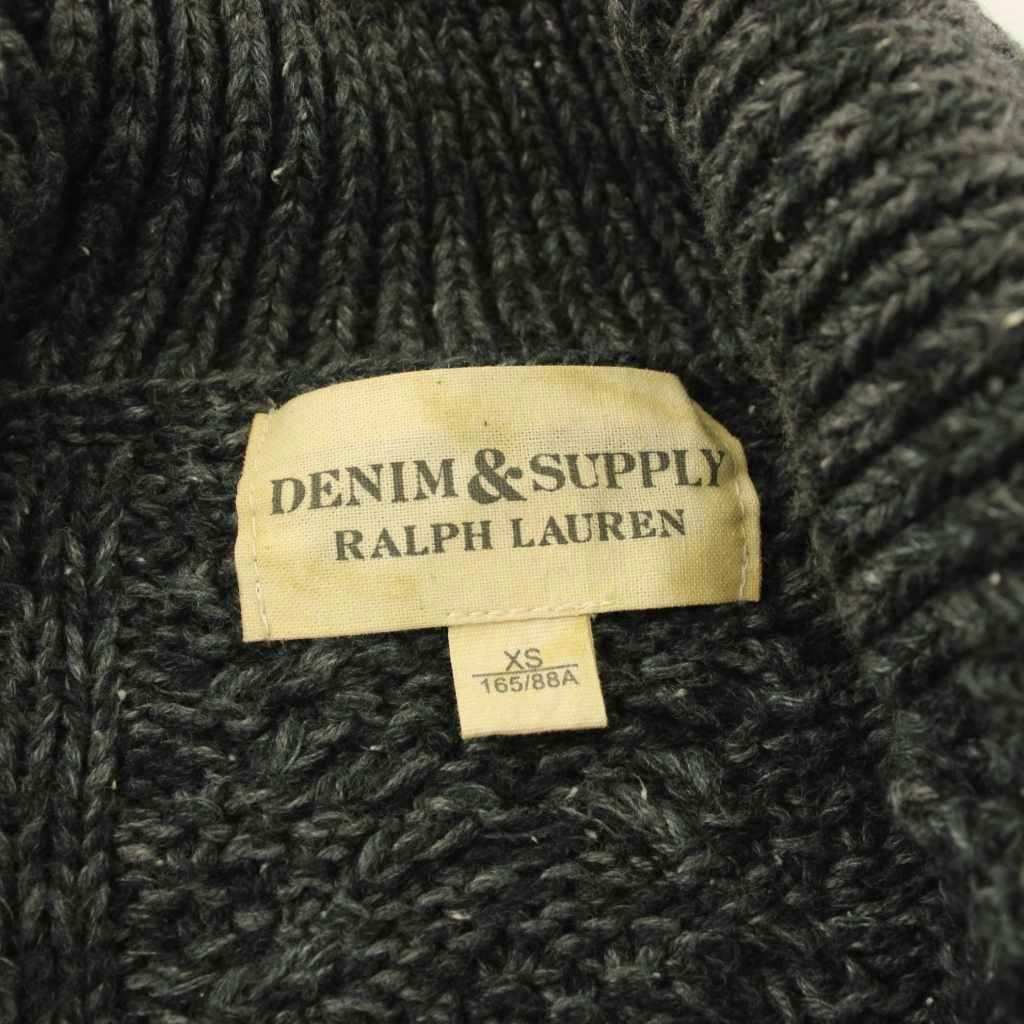 DENIM & SUPPLY
RALPH LAUREN
XS
165/88A